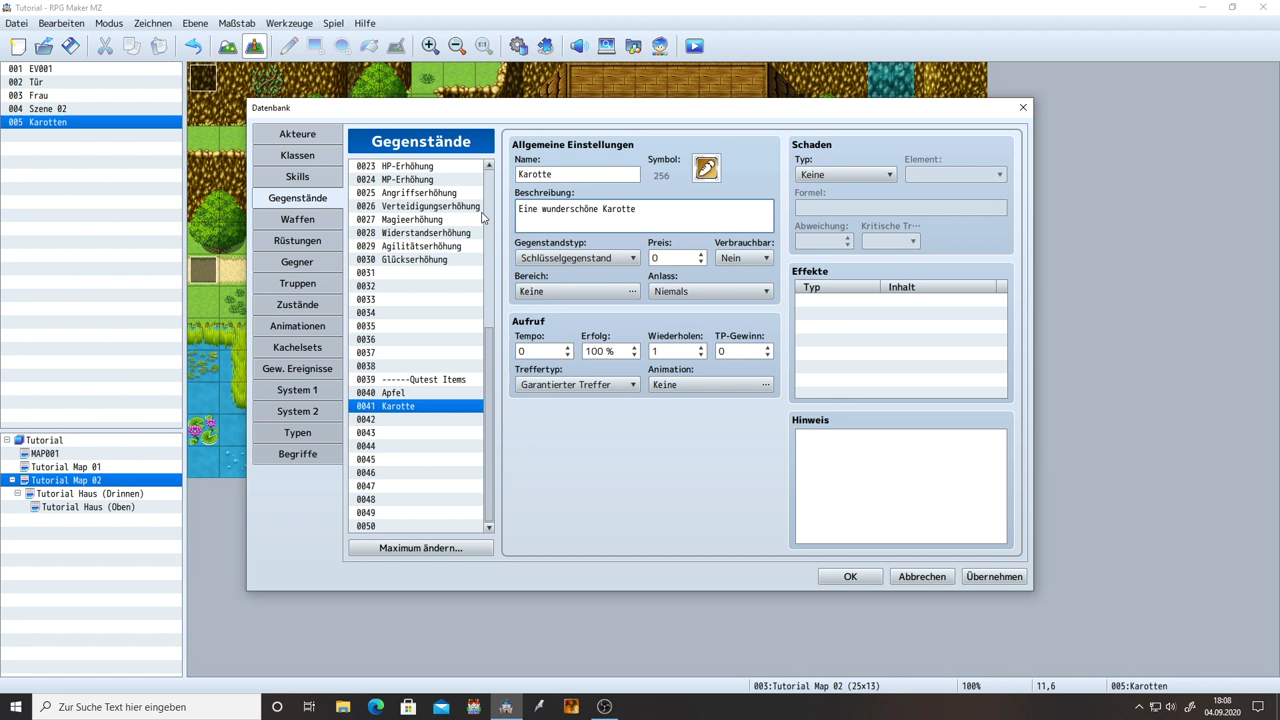 Tutorial - RPG Maker MZ
Datei Bearbeiten Modus Zeichnen Ebene Maßstab Werkzeuge Spiel Hilfe
001 EV001
002 Tür
003 Frau
004 Szene 02
005 Karotten
Tutorial
MAP001
Tutorial Map 01
Tutorial Map 02
Tutorial Haus (Drinnen)
Tutorial Haus (Oben)
Datenbank
Akteure
Klassen
Skills
Gegenstände
Waffen
Rüstungen
Gegner
Truppen
Zustände
Animationen
Kachelsets
Gew. Ereignisse
System 1
System 2
Typen
Begriffe
Gegenstände
0023 HP-Erhöhung
0024 MP-Erhöhung
0025 Angriffserhöhung
0026 Verteidigungserhöhung
0027 Magieerhöhung
0028 Widerstandserhöhung
0029 Agilitätserhöhung
0030 Glückserhöhung
0031
0032
0033
0034
0035
0036
0037
0038
0039 ------Qutest Items
0040 Apfel
0041 Karotte
0042
0043
0044
0045
0046
0047
0048
0049
0050
Maximum ändern...
Allgemeine Einstellungen
Name: Symbol:
Karotte 256
Beschreibung:
Eine wunderschöne Karotte
Gegenstandstyp: Preis: Verbrauchbar:
Schlüsselgegenstand 0 Nein
Bereich: Anlass:
Keine ... Niemals
Aufruf
Tempo: Erfolg: Wiederholen: TP-Gewinn:
0 100 % 1 0
Treffertyp: Animation:
Garantierter Treffer Keine ...
Schaden
Typ: Element:
Keine
Formel:
Abweichung: Kritische Tr...
Effekte
Typ Inhalt
Hinweis
OK Abbrechen Übernehmen
003:Tutorial Map 02 (25x13) 100% 11,6 005:Karotten
Zur Suche Text hier eingeben
18:08
04.09.2020